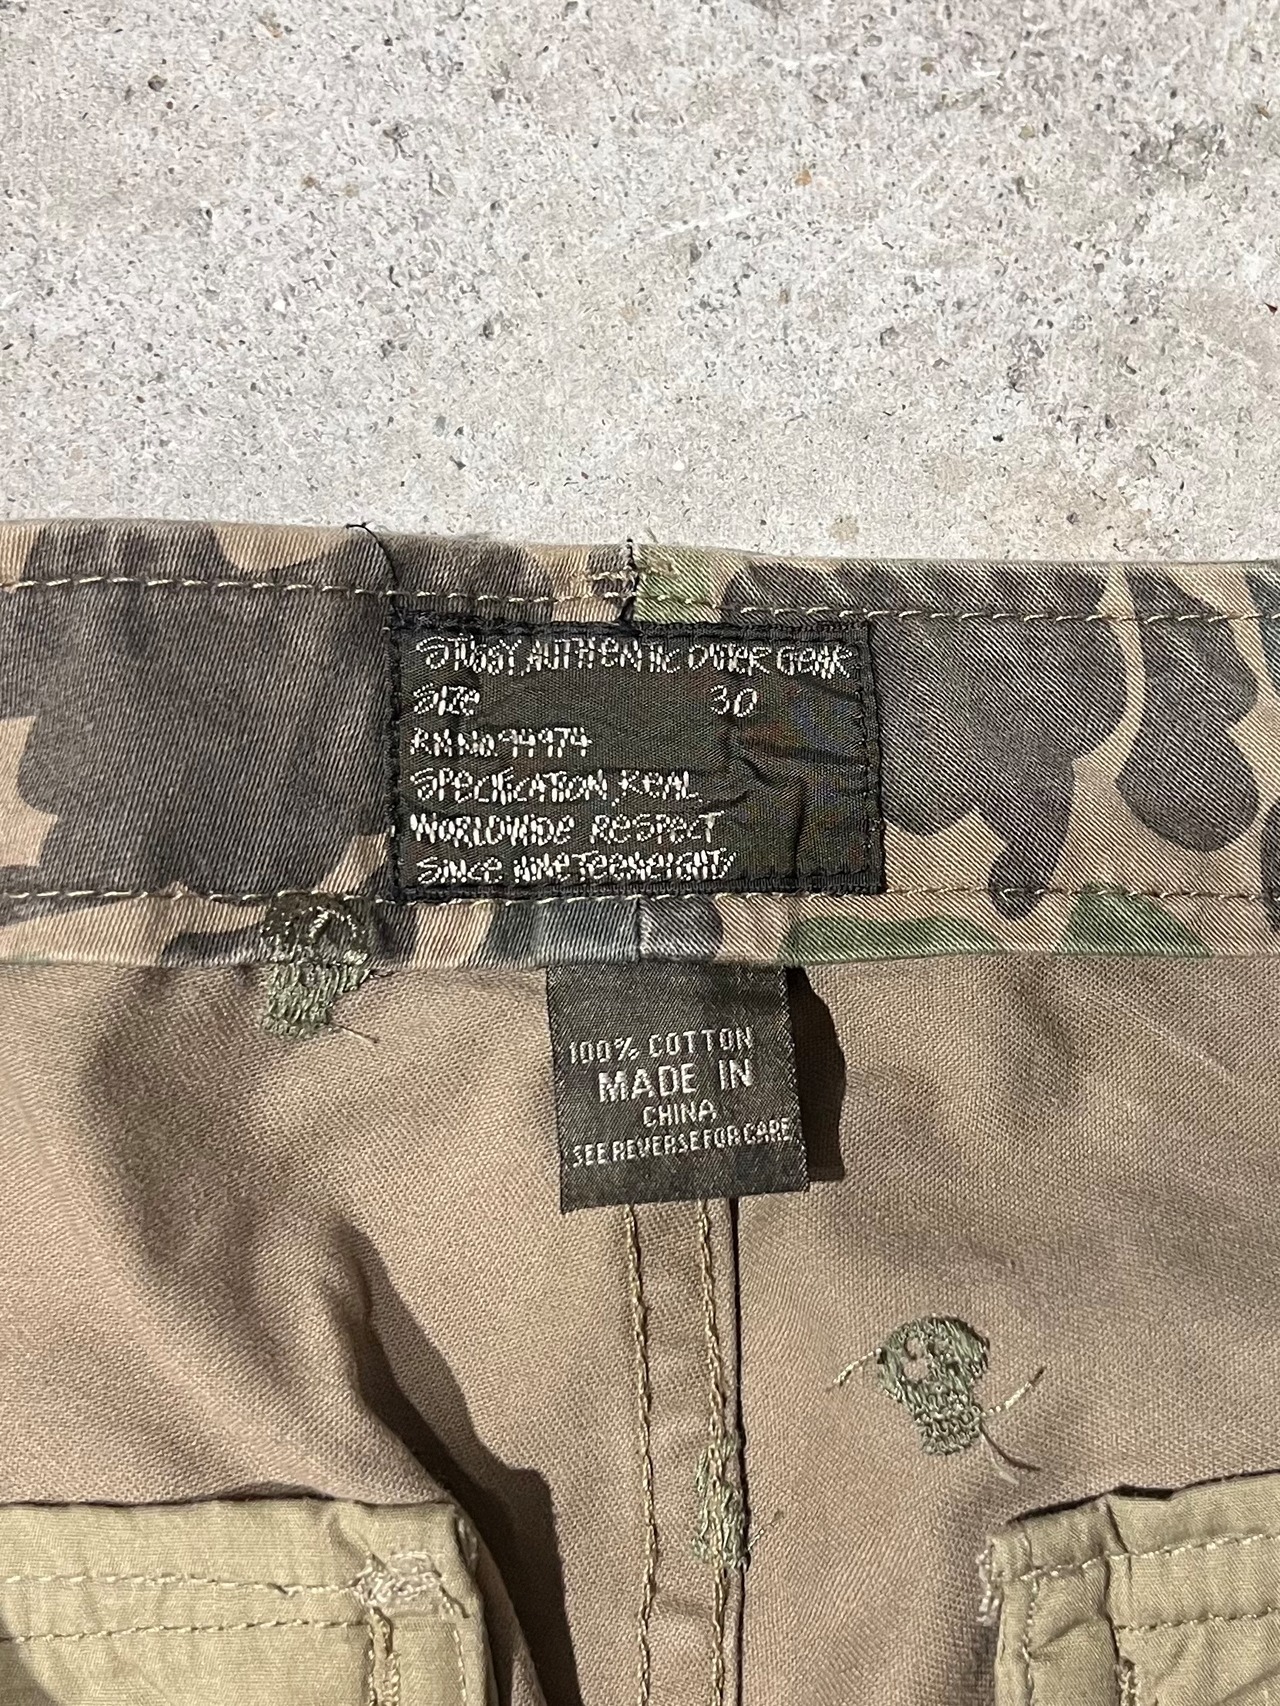 STUSSY, AUTHENTIC OUTER GEAR
SIZE 30
RN NO. 94974
SPECIFICATION, REAL
WORLDWIDE RESPECT
SINCE NINETEENEIGHTY
100% COTTON
MADE IN
CHINA
SEE REVERSE FOR CARE